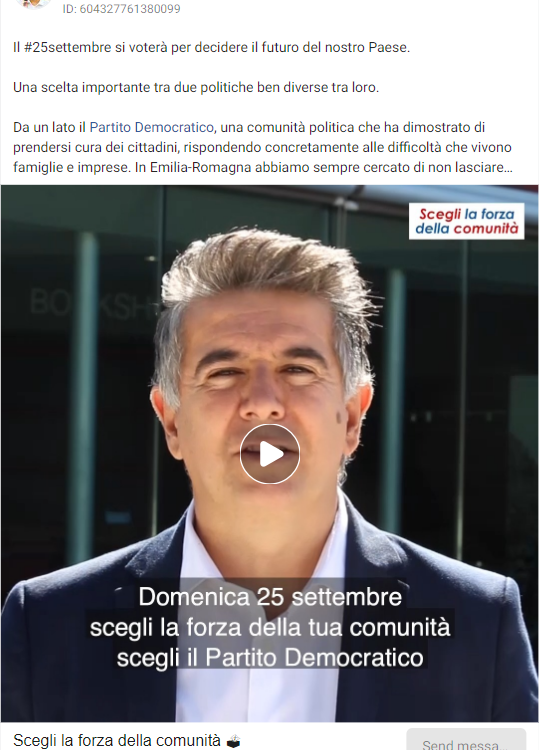 ID: 604327761380099
Il #25settembre si voterà per decidere il futuro del nostro Paese.
Una scelta importante tra due politiche ben diverse tra loro.
Da un lato il Partito Democratico, una comunità politica che ha dimostrato di
prendersi cura dei cittadini, rispondendo concretamente alle difficoltà che vivono
famiglie e imprese. In Emilia-Romagna abbiamo sempre cercato di non lasciare...
Scegli la forza
della comunità
BOOKSH
Domenica 25 settembre
scegli la forza della tua comunità
scegli il Partito Democratico
Scegli la forza della comunità 🗳
Send messa...